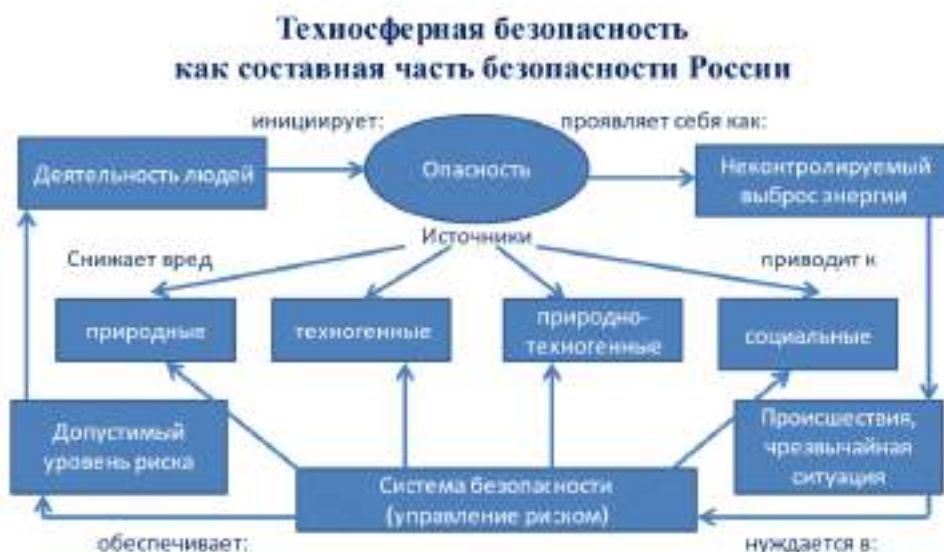 Техносферная безопасность
как составная часть безопасности России
инициирует:
проявляет себя как:
Деятельность людей
Опасность
Неконтролируемый
выброс энергии
Источники
Снижает вред
приводит к
природные
техногенные
природно-
техногенные
социальные
Допустимый
уровень риска
Система безопасности
(управление риском)
Происшествия,
чрезвычайная
ситуация
обеспечивает:
нуждается в: